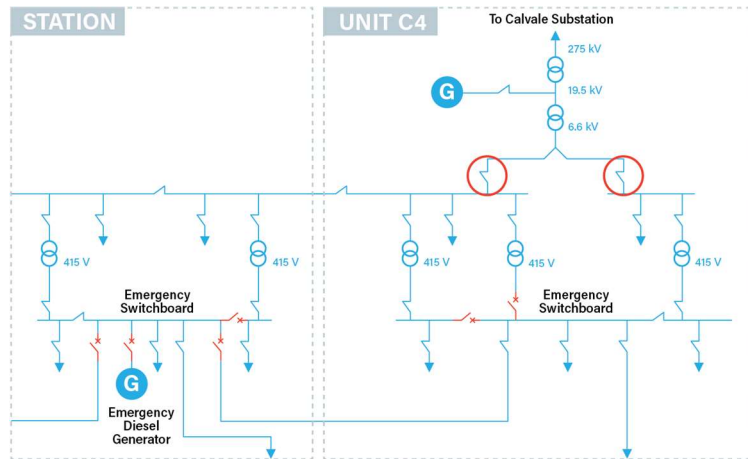 STATION
UNIT C4
To Calvale Substation
275 kV
G
19.5 kV
6.6 kV
415 V
415 V
415 V
415 V
415 V
Emergency
Switchboard
Emergency
Switchboard
G
Emergency
Diesel
Generator